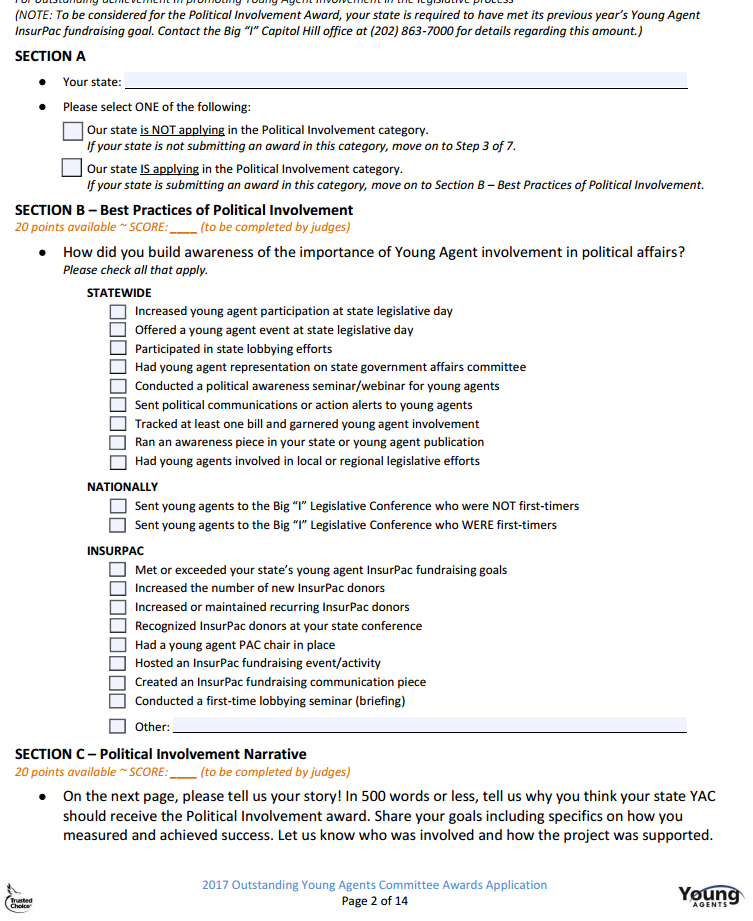 For outstanding achievement in promoting Young Agent involvement in the legislative process
(NOTE: To be considered for the Political Involvement Award, your state is required to have met its previous year's Young Agent
InsurPac fundraising goal. Contact the Big “I” Capitol Hill office at (202) 863-7000 for details regarding this amount.)
SECTION A
● Your state:
● Please select ONE of the following:
Our state is NOT applying in the Political Involvement category.
If your state is not submitting an award in this category, move on to Step 3 of 7.
Our state IS applying in the Political Involvement category.
If your state is submitting an award in this category, move on to Section B – Best Practices of Political Involvement.
SECTION B – Best Practices of Political Involvement
20 points available ~ SCORE: ____ (to be completed by judges)
● How did you build awareness of the importance of Young Agent involvement in political affairs?
Please check all that apply.
STATEWIDE
Increased young agent participation at state legislative day
Offered a young agent event at state legislative day
Participated in state lobbying efforts
Had young agent representation on state government affairs committee
Conducted a political awareness seminar/webinar for young agents
Sent political communications or action alerts to young agents
Tracked at least one bill and garnered young agent involvement
Ran an awareness piece in your state or young agent publication
Had young agents involved in local or regional legislative efforts
NATIONALLY
Sent young agents to the Big “I” Legislative Conference who were NOT first-timers
Sent young agents to the Big “I” Legislative Conference who WERE first-timers
INSURPAC
Met or exceeded your state's young agent InsurPac fundraising goals
Increased the number of new InsurPac donors
Increased or maintained recurring InsurPac donors
Recognized InsurPac donors at your state conference
Had a young agent PAC chair in place
Hosted an InsurPac fundraising event/activity
Created an InsurPac fundraising communication piece
Conducted a first-time lobbying seminar (briefing)
Other:
SECTION C – Political Involvement Narrative
20 points available ~ SCORE: ____ (to be completed by judges)
● On the next page, please tell us your story! In 500 words or less, tell us why you think your state YAC
should receive the Political Involvement award. Share your goals including specifics on how you
measured and achieved success. Let us know who was involved and how the project was supported.
2017 Outstanding Young Agents Committee Awards Application
Page 2 of 14
Trusted
Choice
Young
AGENTS